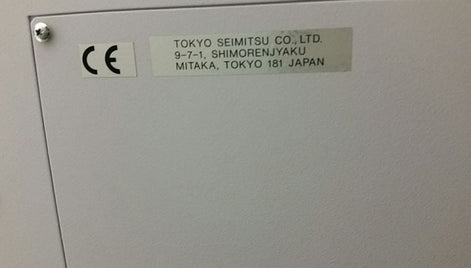 CE
TOKYO SEIMITSU CO.,LTD.
9-7-1, SHIMORENJYAKU
MITAKA, TOKYO 181 JAPAN